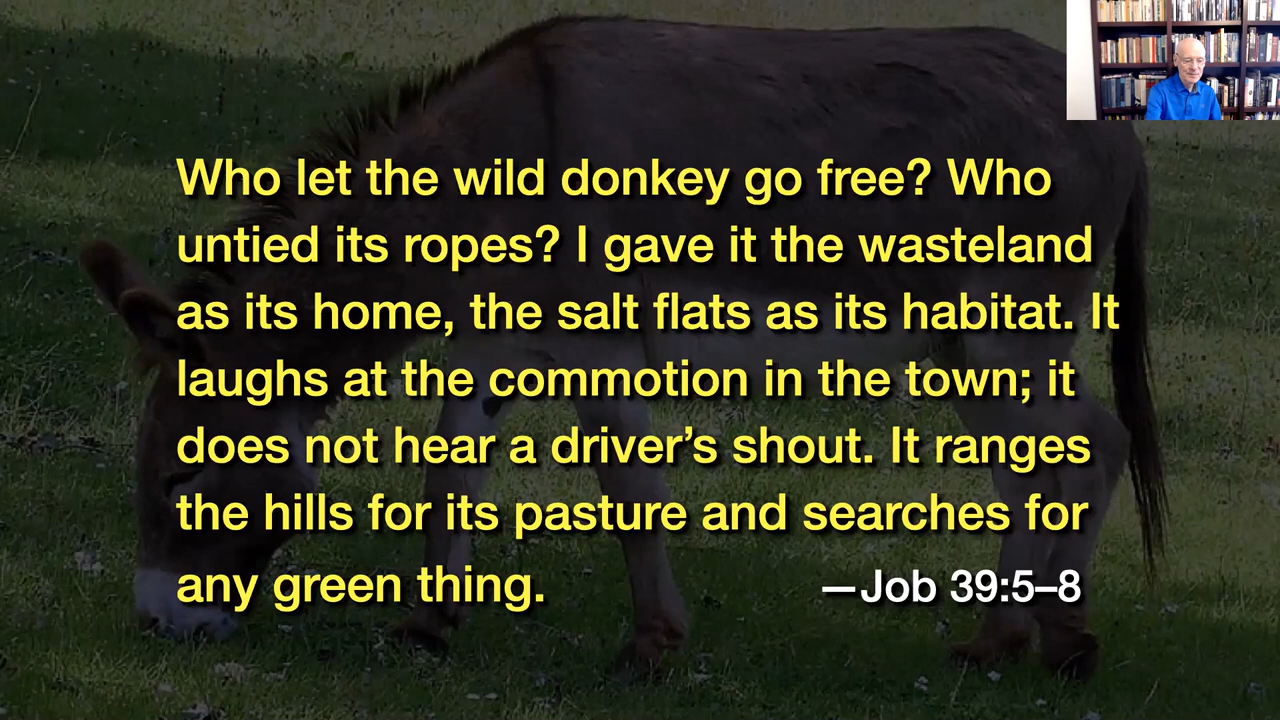 Who let the wild donkey go free? Who
untied its ropes? I gave it the wasteland
as its home, the salt flats as its habitat. It
laughs at the commotion in the town; it
does not hear a driver’s shout. It ranges
the hills for its pasture and searches for
any green thing. —Job 39:5–8